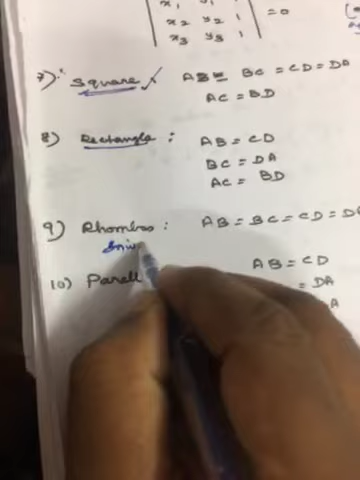 x₁ y₁ 1
x₂ y₂ 1 = 0
x₃ y₃ 1
7) Square ✓ AB = BC = CD = DA
AC = BD
8) Rectangle : AB = CD
BC = DA
AC = BD
9) Rhombas : AB = BC = CD = DA
10) Parall AB = CD
= DA